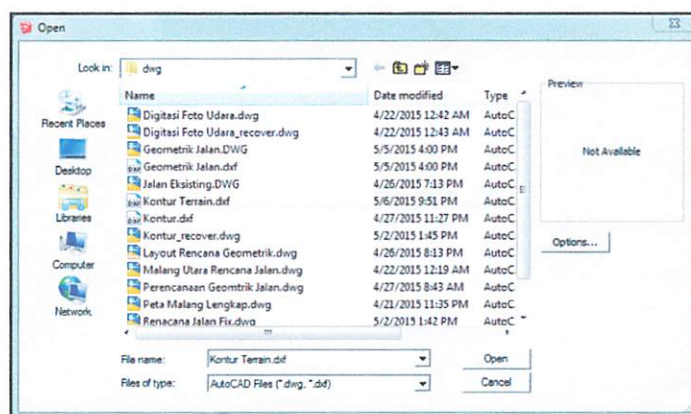 Open
Look in: dwg
Name Date modified Type
Preview
Recent Places
Desktop
Libraries
Computer
Network
Digitasi Foto Udara.dwg 4/22/2015 12:42 AM AutoC
Digitasi Foto Udara_recover.dwg 4/22/2015 12:43 AM AutoC
Geometrik Jalan.DWG 5/5/2015 4:00 PM AutoC
Geometrik Jalan.dxf 5/5/2015 4:00 PM AutoC
Jalan Eksisting.DWG 4/26/2015 7:13 PM AutoC
Kontur Terrain.dxf 5/6/2015 9:51 PM AutoC
Kontur.dxf 4/27/2015 11:27 PM AutoC
Kontur_recover.dwg 5/2/2015 1:45 PM AutoC
Layout Rencana Geometrik.dwg 4/26/2015 8:13 PM AutoC
Malang Utara Rencana Jalan.dwg 4/22/2015 12:19 AM AutoC
Perencanaan Geomtrik Jalan.dwg 4/27/2015 8:43 AM AutoC
Peta Malang Lengkap.dwg 4/21/2015 11:35 PM AutoC
Renacana Jalan Fix.dwg 5/2/2015 1:42 PM AutoC
Not Available
Options...
File name: Kontur Terrain.dxf Open
Files of type: AutoCAD Files (*.dwg, *.dxf) Cancel